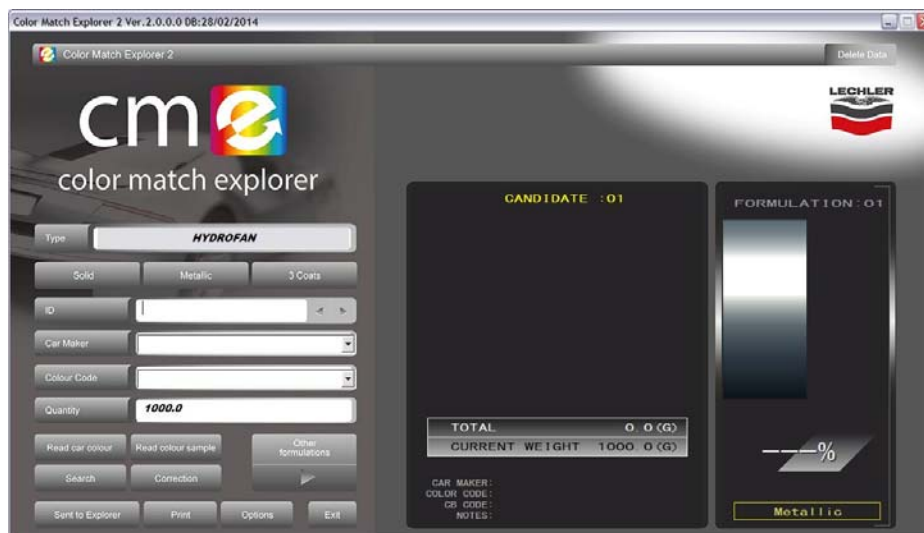 Color Match Explorer 2 Ver.2.0.0.0 DB:28/02/2014
Color Match Explorer 2
Delete Data
cme
color match explorer
LECHLER
Type HYDROFAN
Solid Metallic 3 Coats
ID
Car Maker
Colour Code
Quantity 1000.0
Read car colour Read colour sample Other formulations
Search Correction
Sent to Explorer Print Options Exit
CANDIDATE :01
TOTAL 0.0(G)
CURRENT WEIGHT 1000.0(G)
CAR MAKER:
COLOR CODE:
CB CODE:
NOTES:
FORMULATION:01
---%
Metallic